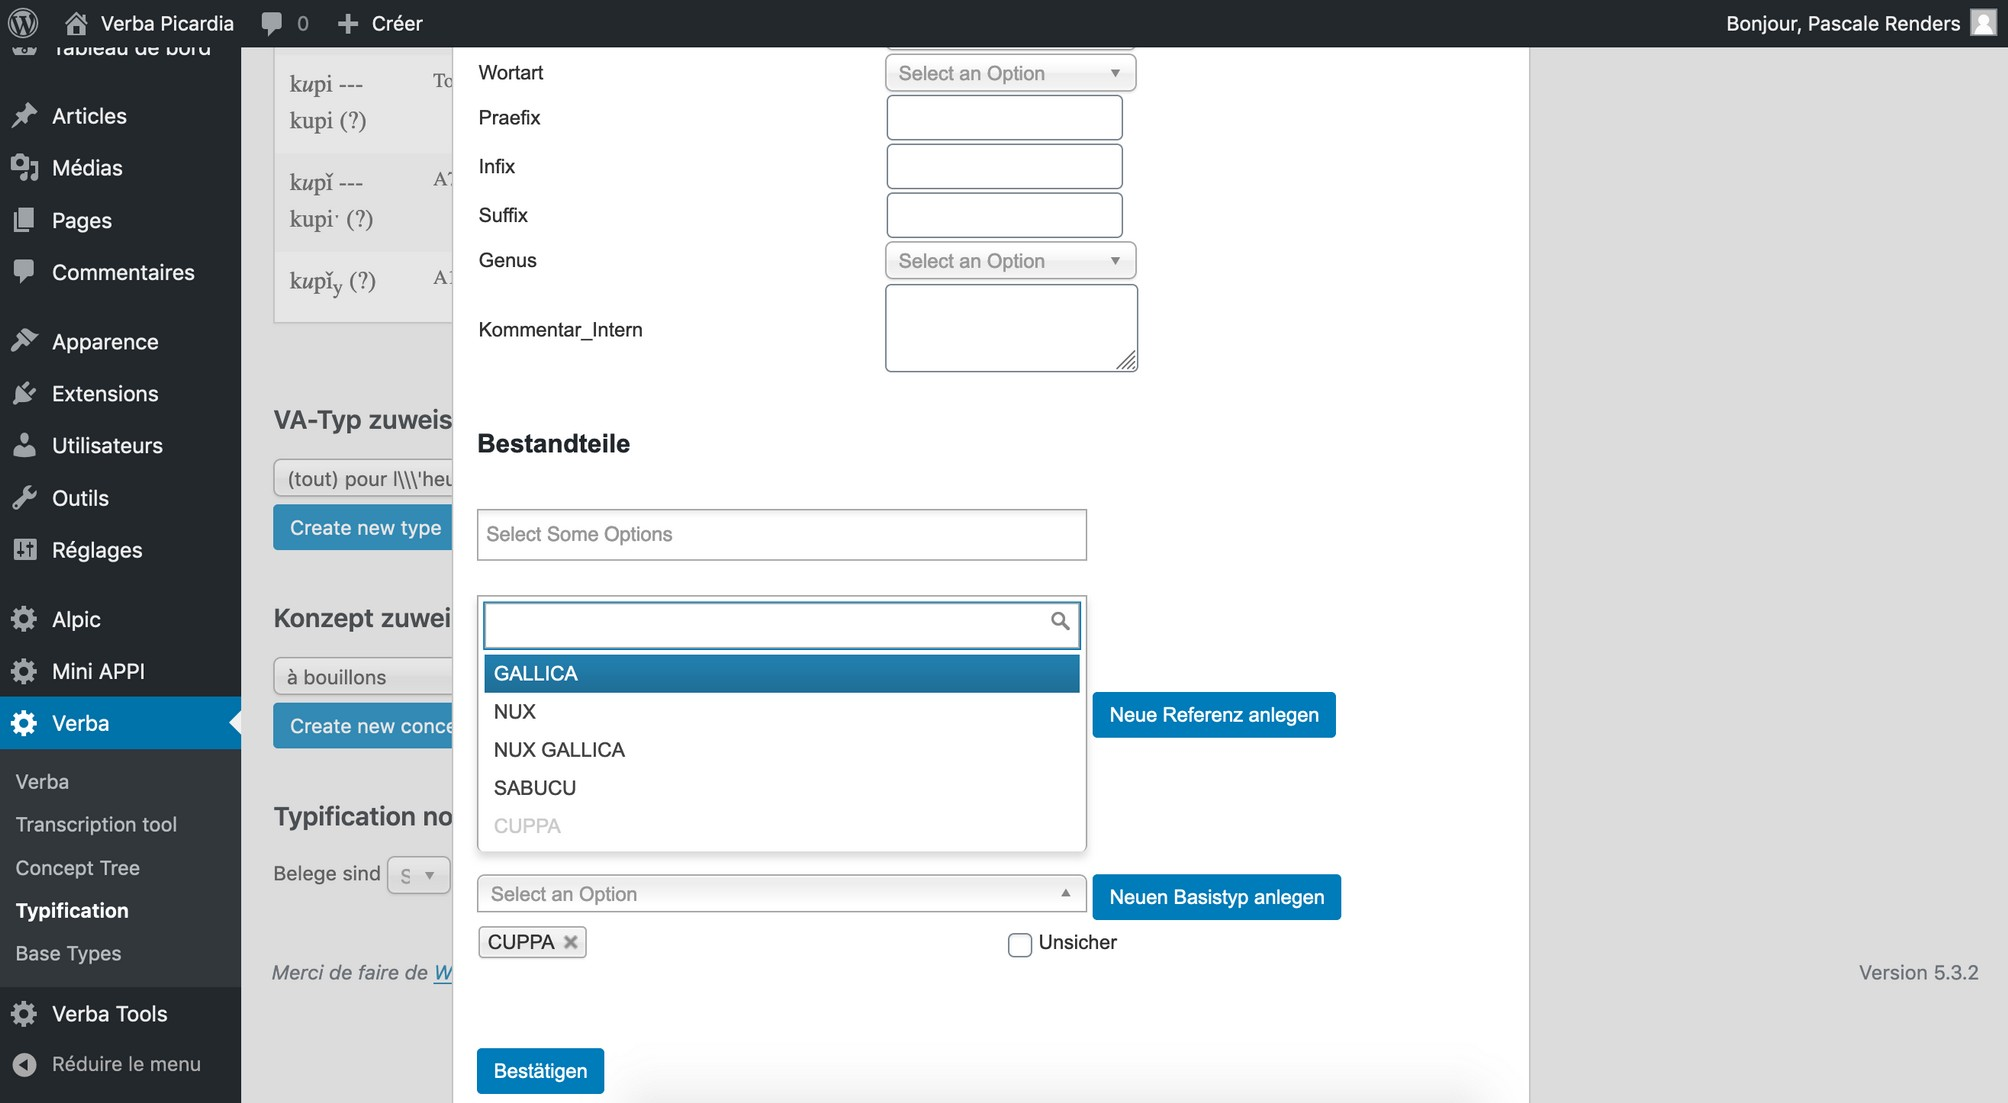 Verba Picardia 0 Créer Bonjour, Pascale Renders
Tableau de bord
Articles
Médias
Pages
Commentaires
Apparence
Extensions
Utilisateurs
Outils
Réglages
Alpic
Mini APPI
Verba
Verba
Transcription tool
Concept Tree
Typification
Base Types
Verba Tools
Réduire le menu
kupi --- To
kupi (?)
kupǐ --- A
kupi· (?)
kupǐy (?) A
VA-Typ zuweis
(tout) pour l\\\'heu
Create new type
Konzept zuwei
à bouillons
Create new conce
Typification no
Belege sind S
Merci de faire de W
Wortart Select an Option
Praefix
Infix
Suffix
Genus Select an Option
Kommentar_Intern
Bestandteile
Select Some Options
GALLICA
NUX
NUX GALLICA
SABUCU
CUPPA
Neue Referenz anlegen
Select an Option
Neuen Basistyp anlegen
CUPPA
Unsicher
Bestätigen
Version 5.3.2